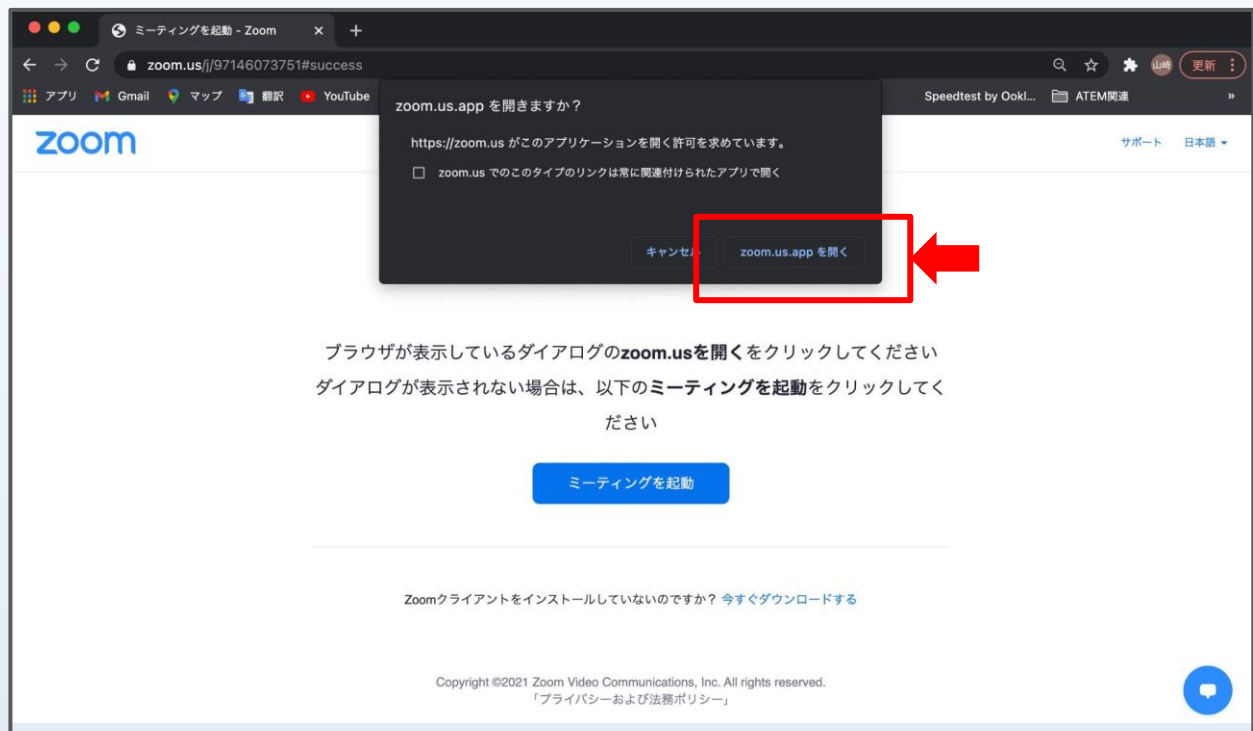 ミーティングを起動 - Zoom
zoom.us/j/97146073751#success
山崎
更新
アプリ Gmail マップ 翻訳 YouTube Speedtest by Ookl... ATEM関連 »
zoom.us.app を開きますか？
https://zoom.us がこのアプリケーションを開く許可を求めています。
zoom.us でのこのタイプのリンクは常に関連付けられたアプリで開く
キャンセル zoom.us.app を開く
zoom
サポート 日本語
ブラウザが表示しているダイアログのzoom.usを開くをクリックしてください
ダイアログが表示されない場合は、以下のミーティングを起動をクリックしてく
ださい
ミーティングを起動
Zoomクライアントをインストールしていないのですか？ 今すぐダウンロードする
Copyright ©2021 Zoom Video Communications, Inc. All rights reserved.
「プライバシーおよび法務ポリシー」